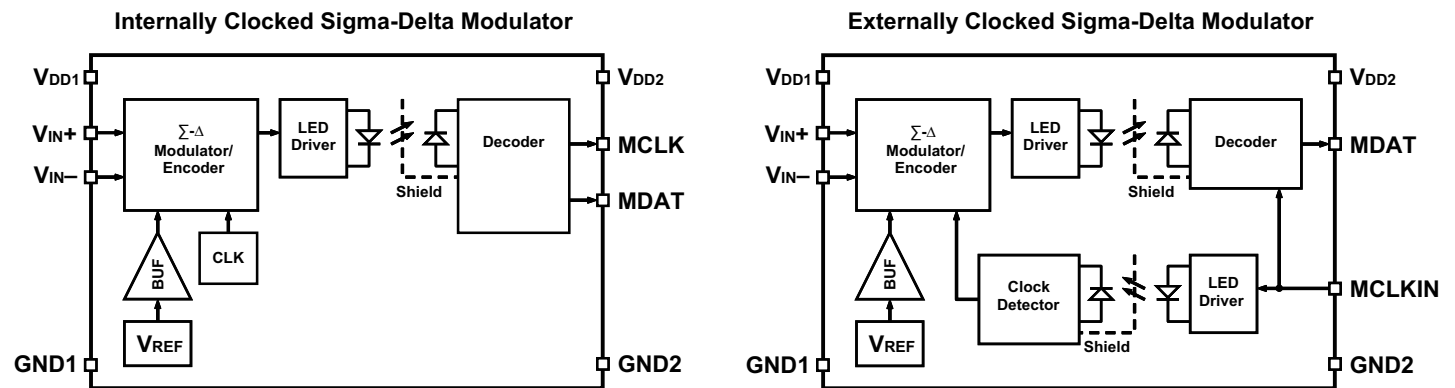 Internally Clocked Sigma-Delta Modulator
VDD1
VIN+
VIN–
GND1
∑-Δ
Modulator/
Encoder
LED
Driver
Shield
Decoder
BUF
CLK
VREF
VDD2
MCLK
MDAT
GND2
Externally Clocked Sigma-Delta Modulator
VDD1
VIN+
VIN–
GND1
∑-Δ
Modulator/
Encoder
LED
Driver
Shield
Decoder
BUF
VREF
Clock
Detector
Shield
LED
Driver
VDD2
MDAT
MCLKIN
GND2